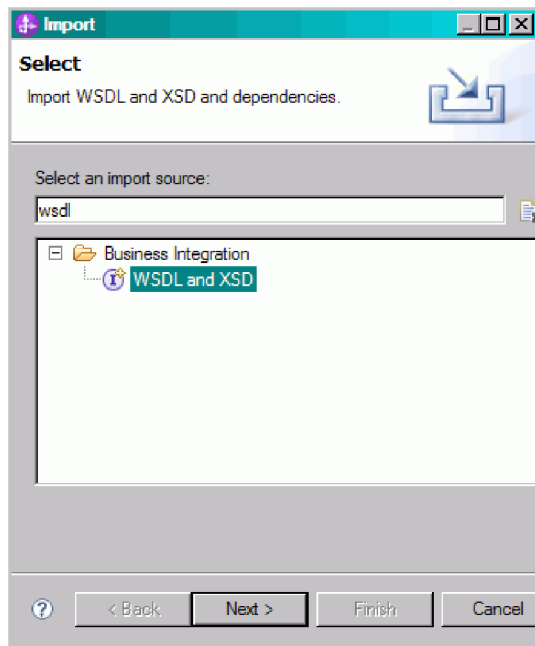 Import
Select
Import WSDL and XSD and dependencies.
Select an import source:
wsdl
Business Integration
WSDL and XSD
? < Back Next > Finish Cancel